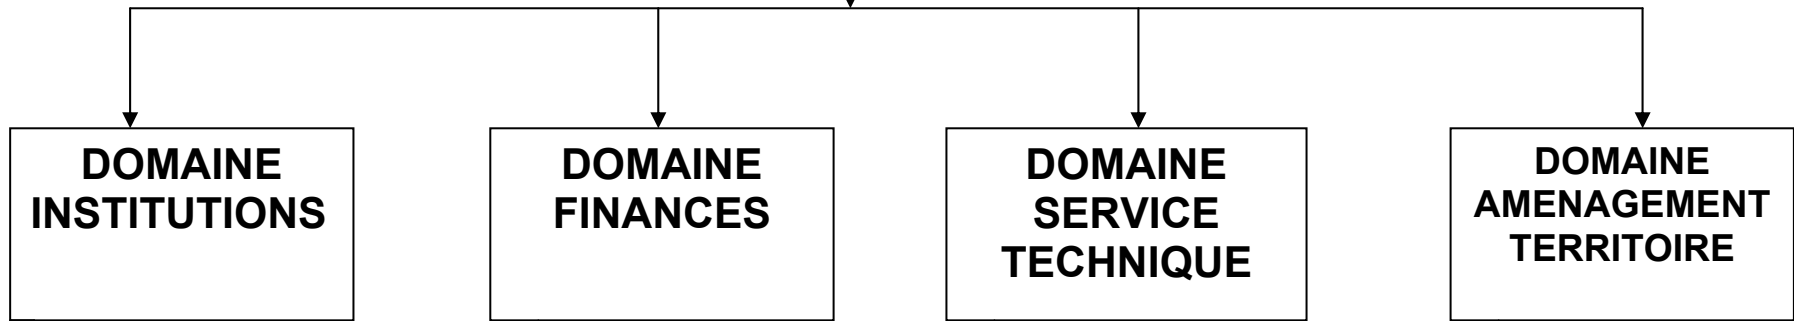 DOMAINE
INSTITUTIONS
DOMAINE
FINANCES
DOMAINE
SERVICE
TECHNIQUE
DOMAINE
AMENAGEMENT
TERRITOIRE